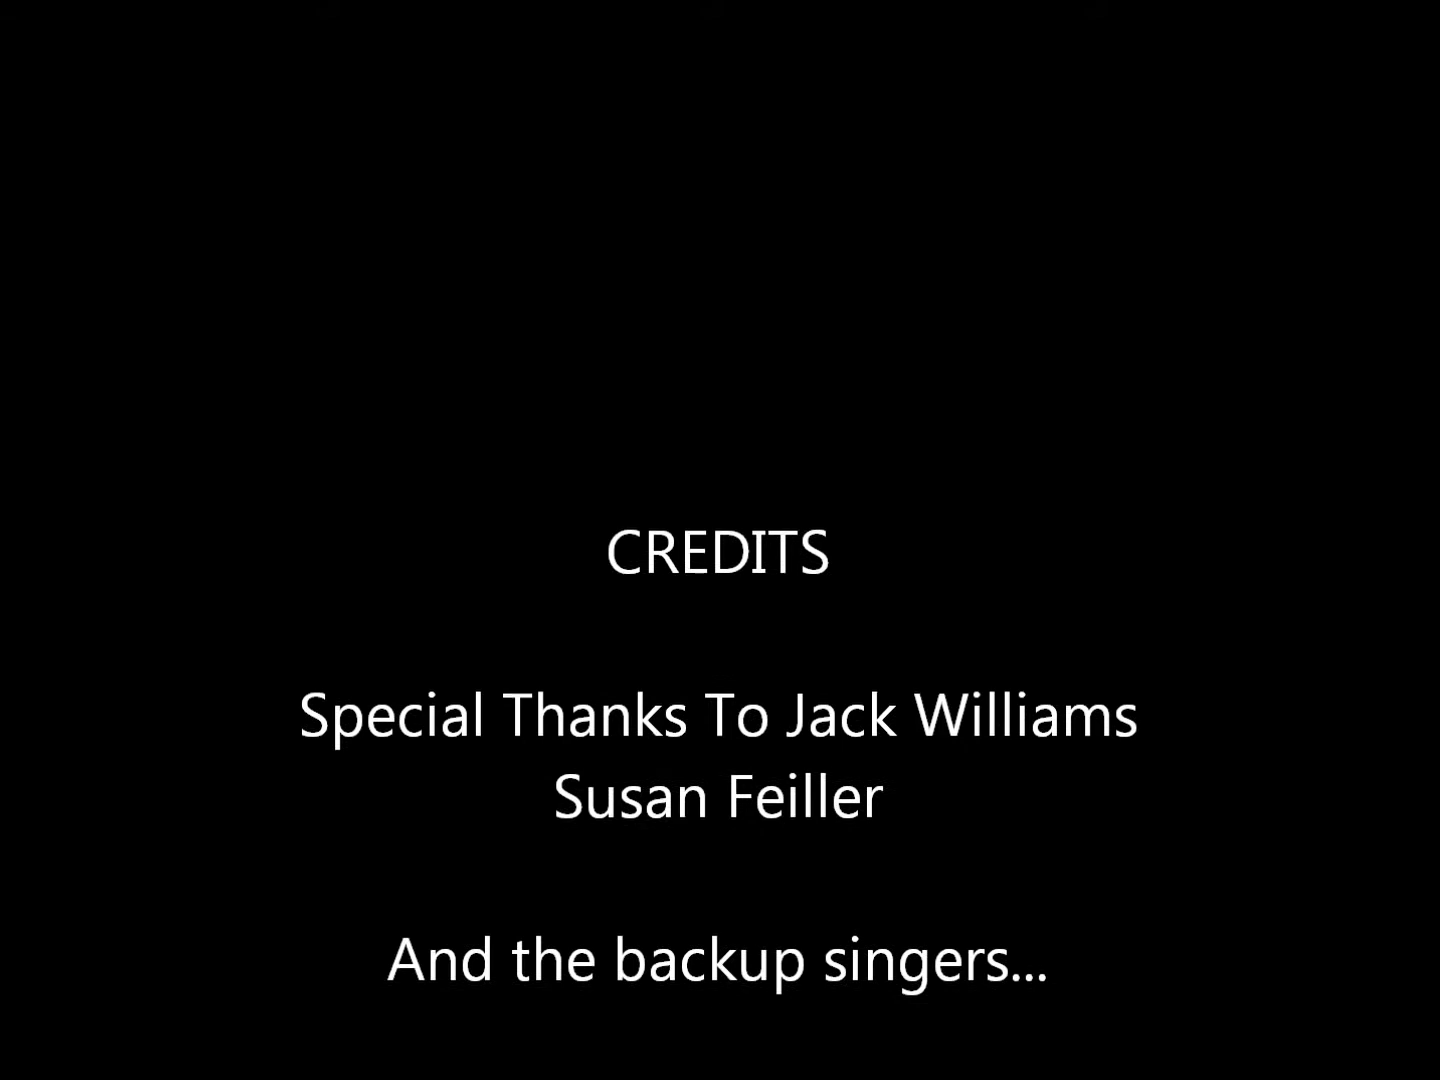 CREDITS
Special Thanks To Jack Williams
Susan Feiller
And the backup singers...